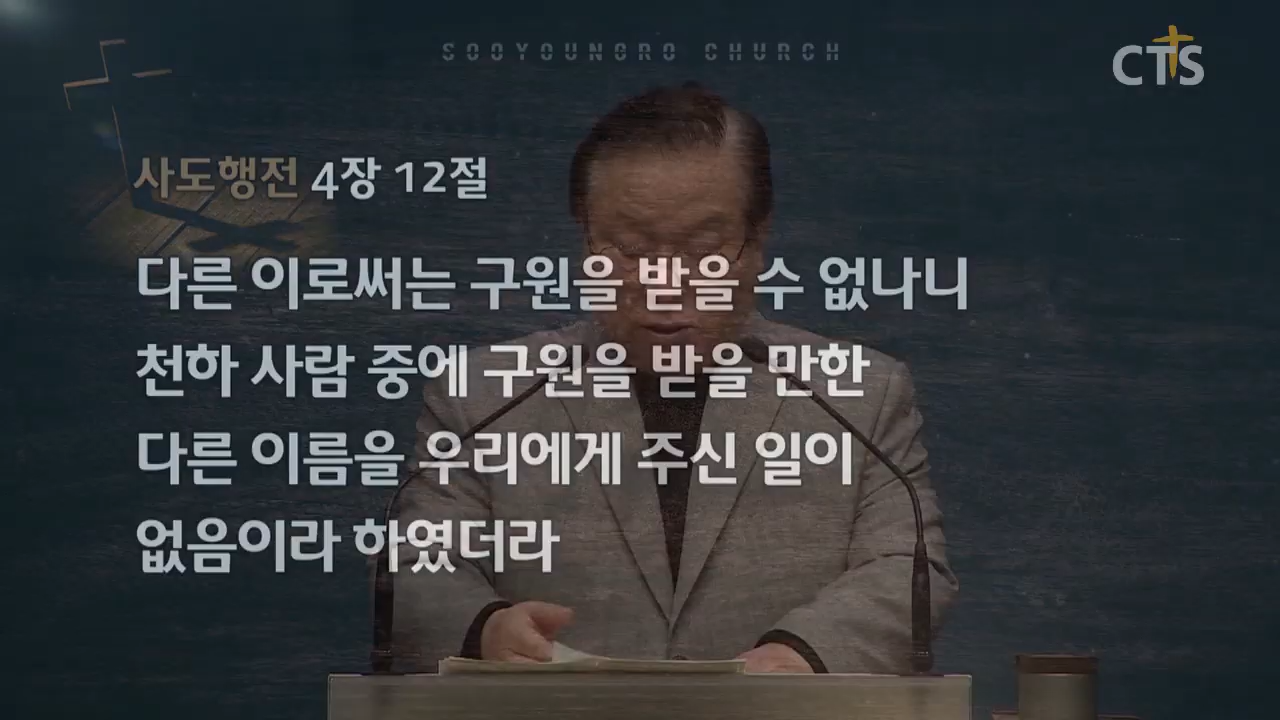 SOOYOUNGRO CHURCH
CTS
사도행전 4장 12절
다른 이로써는 구원을 받을 수 없나니
천하 사람 중에 구원을 받을 만한
다른 이름을 우리에게 주신 일이
없음이라 하였더라